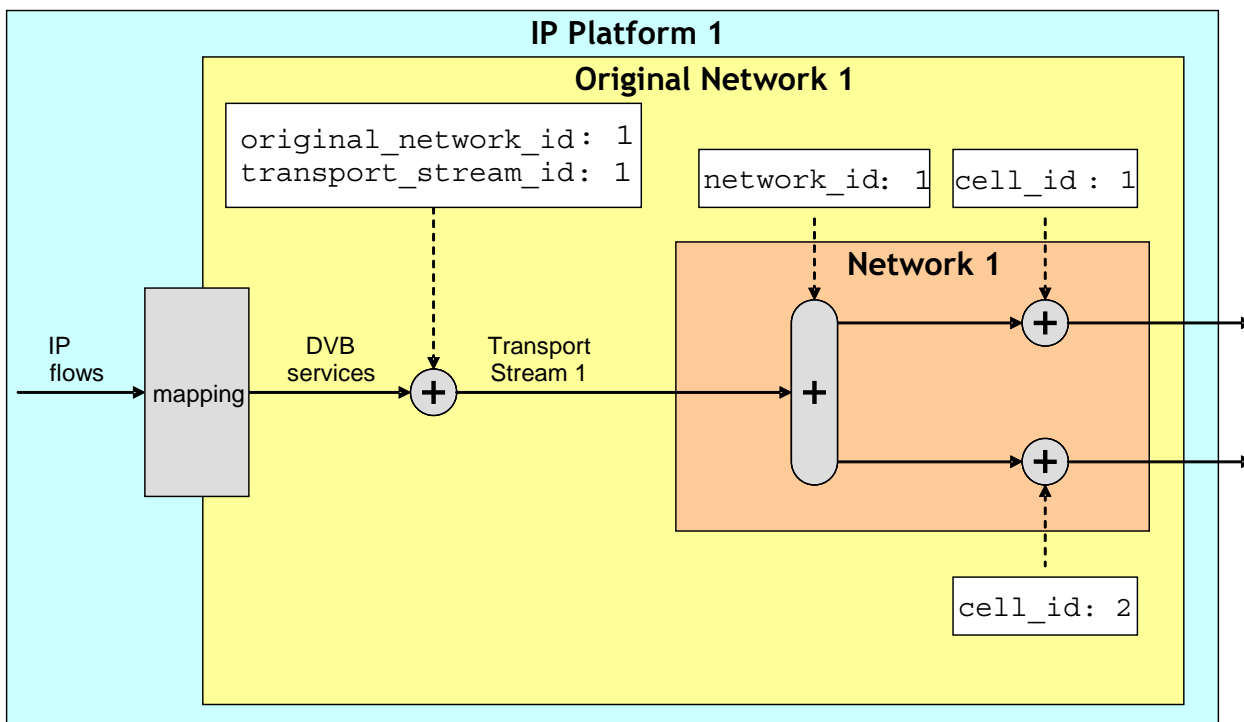 IP Platform 1
Original Network 1
original_network_id: 1
transport_stream_id: 1
network_id: 1
cell_id : 1
Network 1
IP
flows
mapping
DVB
services
+
Transport
Stream 1
+
+
+
cell_id: 2